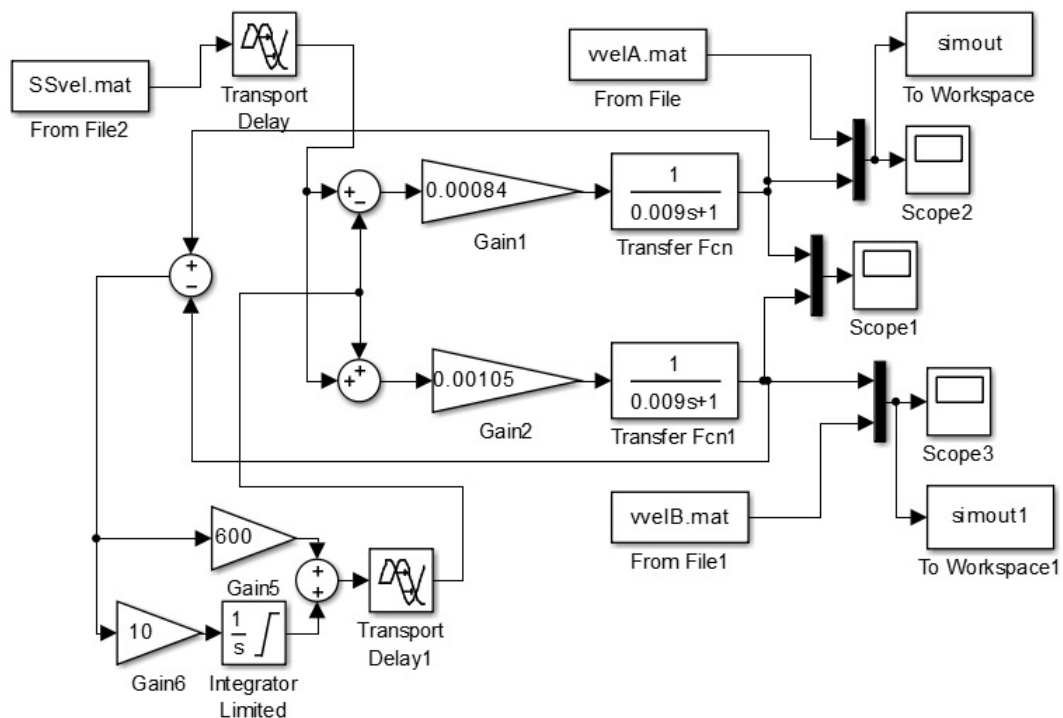 SSvel.mat
From File2
Transport
Delay
vvelA.mat
From File
simout
To Workspace
Scope2
+
−
0.00084
Gain1
1
0.009s+1
Transfer Fcn
+
−
Scope1
+
+
0.00105
Gain2
1
0.009s+1
Transfer Fcn1
Scope3
vvelB.mat
From File1
simout1
To Workspace1
600
Gain5
+
+
Transport
Delay1
10
Gain6
1
s
Integrator
Limited